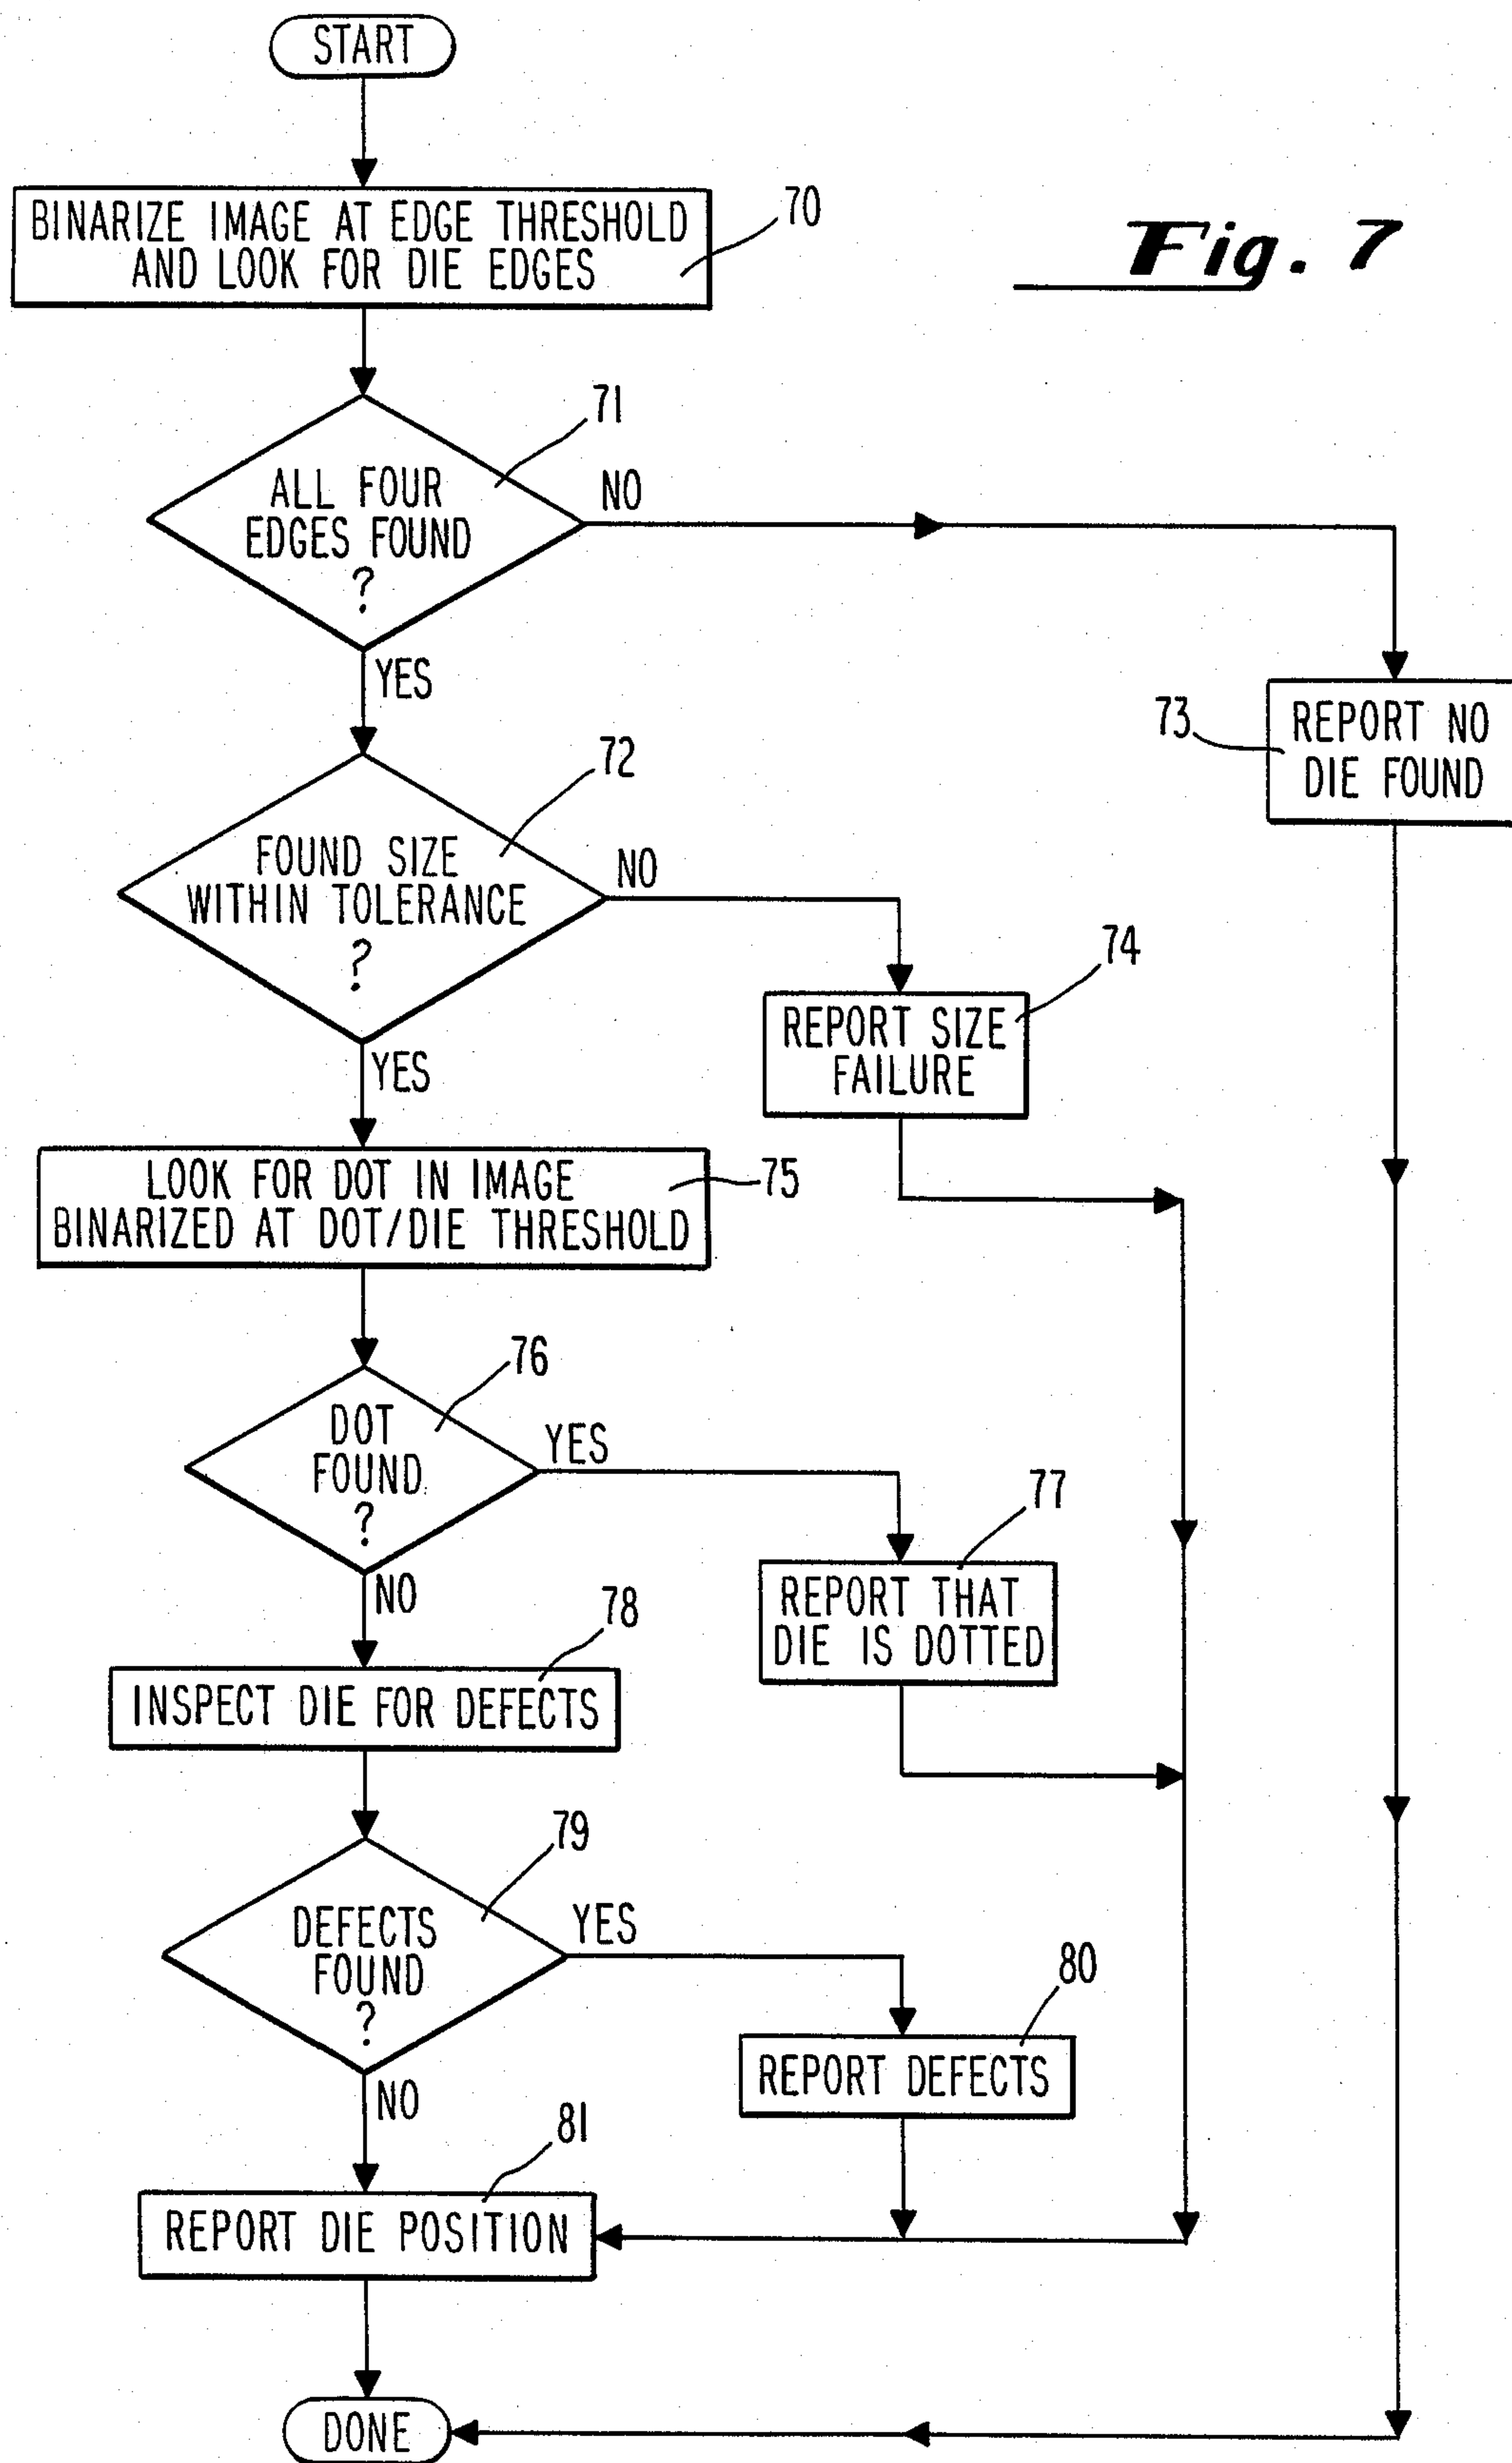 START
BINARIZE IMAGE AT EDGE THRESHOLD
AND LOOK FOR DIE EDGES
70
Fig. 7
71
ALL FOUR
EDGES FOUND
?
NO
YES
72
73
REPORT NO
DIE FOUND
FOUND SIZE
WITHIN TOLERANCE
?
NO
YES
74
REPORT SIZE
FAILURE
LOOK FOR DOT IN IMAGE
BINARIZED AT DOT/DIE THRESHOLD
75
76
DOT
FOUND
?
YES
NO
77
REPORT THAT
DIE IS DOTTED
78
INSPECT DIE FOR DEFECTS
79
DEFECTS
FOUND
?
YES
NO
80
REPORT DEFECTS
81
REPORT DIE POSITION
DONE